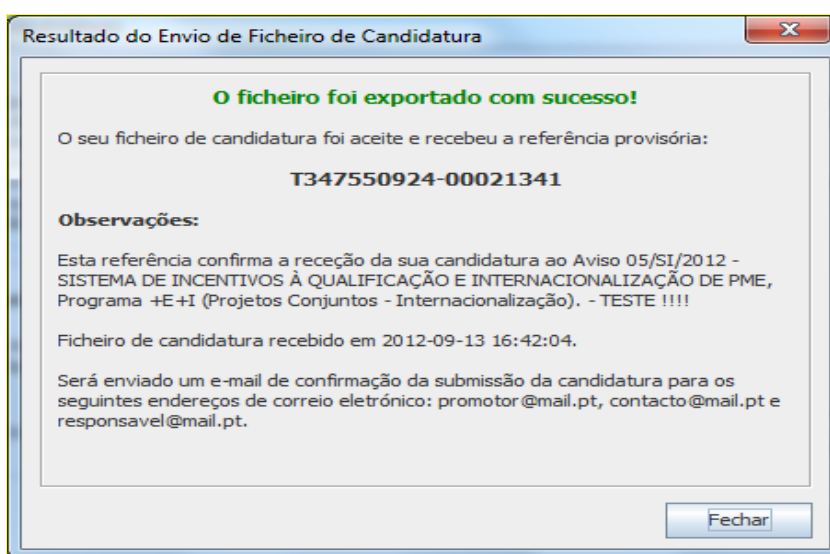 Resultado do Envio de Ficheiro de Candidatura
O ficheiro foi exportado com sucesso!
O seu ficheiro de candidatura foi aceite e recebeu a referência provisória:
T347550924-00021341
Observações:
Esta referência confirma a receção da sua candidatura ao Aviso 05/SI/2012 -
SISTEMA DE INCENTIVOS À QUALIFICAÇÃO E INTERNACIONALIZAÇÃO DE PME,
Programa +E+I (Projetos Conjuntos - Internacionalização). - TESTE !!!!
Ficheiro de candidatura recebido em 2012-09-13 16:42:04.
Será enviado um e-mail de confirmação da submissão da candidatura para os
seguintes endereços de correio eletrónico: promotor@mail.pt, contacto@mail.pt e
responsavel@mail.pt.
Fechar